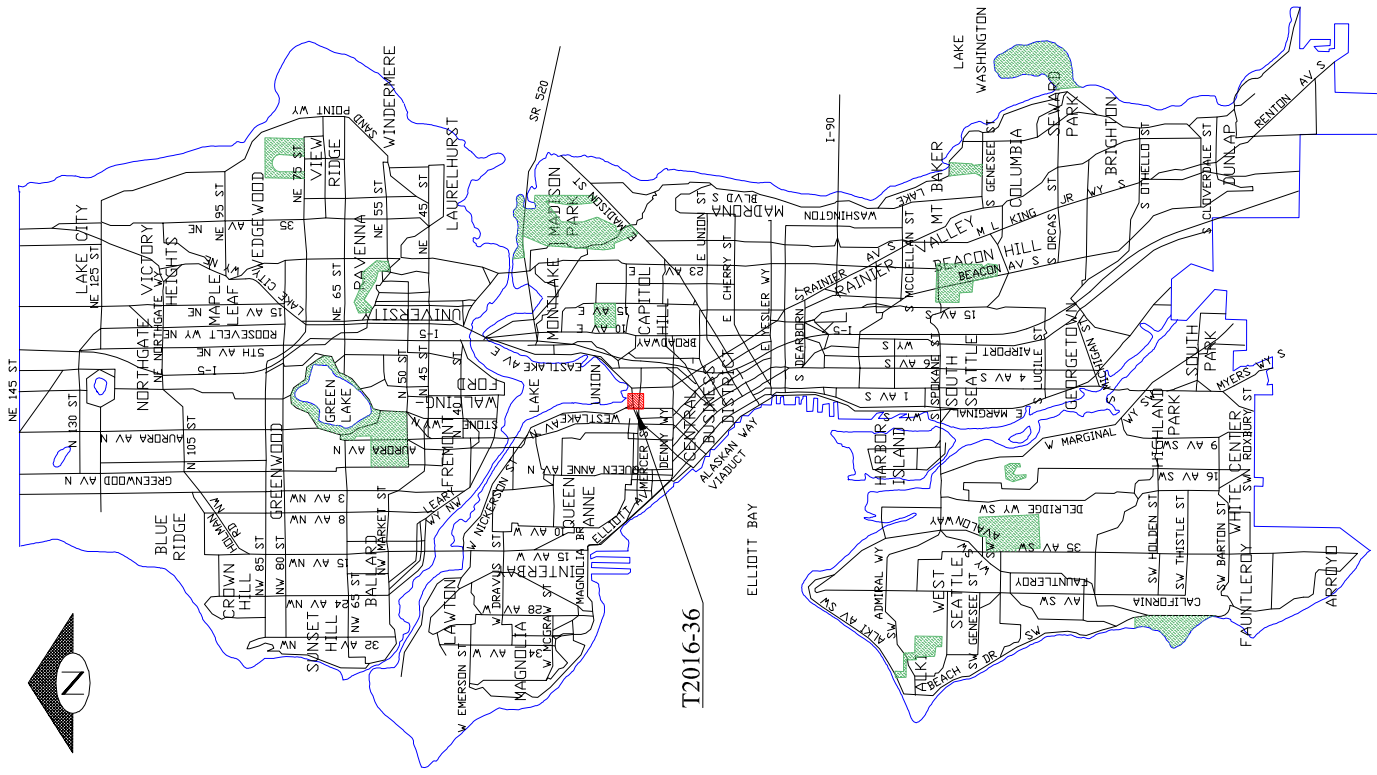 NE 145 ST
N 130 ST
NE 125 ST
LAKE CITY
NORTHGATE
NE NORTHGATE WY
VICTORY
HEIGHTS
MAPLE
LEAF
NE 95 ST
WEDGEWOOD
35 AV NE
LAKE CITY WY NE
15 AV NE
ROOSEVELT WY NE
5TH AV NE
I-5
AURORA AV N
GREENWOOD AV N
N 105 ST
BLUE
RIDGE
HOLMAN
RD NW
GREENWOOD
3 AV NW
8 AV NW
15 AV NW
24 AV NW
32 AV NW
CROWN
HILL
NW 85 ST
NW 80 ST
SUNSET
HILL
NW 65 ST
BALLARD
NW MARKET ST
LEARY
WY NW
GREEN
LAKE
AURORA AV N
NE 75 ST
VIEW
RIDGE
SAND POINT WY
WINDERMERE
NE 65 ST
RAVENNA
NE 55 ST
NE 45 ST
LAURELHURST
UNIVERSITY
I-5
N 50 ST
N 45 ST
WALLINGFORD
STONE WY N
FREMONT
N
LAKE
UNION
EASTLAKE AV E
WESTLAKE AV N
SR 520
MONTLAKE
MADISON
PARK
E MADISON ST
W NICKERSON ST
LAWTON
W EMERSON ST
MAGNOLIA
34 AV W
28 AV W
W MCGRAW ST
W DRAVUS ST
INTERBAY
15 AV W
10 AV W
MAGNOLIA BR
QUEEN
ANNE
QUEEN ANNE AV N
ELLIOTT AV
MERCER ST
DENNY WY
15 AV E
10 AV E
BROADWAY
CAPITOL
HILL
23 AV E
E UNION ST
E CHERRY ST
E YESLER WY
MADRONA
LAKE WASHINGTON BLVD S
CENTRAL
BUSINESS
DISTRICT
ALASKAN WAY
VIADUCT
ELLIOTT BAY
T2016-36
I-90
S DEARBORN ST
RAINIER AV S
RAINIER VALLEY
I-5
LAKE
WASHINGTON
MT BAKER
S MCCLELLAN ST
S GENESEE ST
COLUMBIA
M L KING JR WY S
BEACON HILL
BEACON AV S
15 AV S
S SPOKANE ST
SOUTH
SEATTLE
AIRPORT WY S
6 AV S
4 AV S
1 AV S
E MARGINAL WY S
SEWARD
PARK
S ORCAS ST
BRIGHTON
S LUCILE ST
GEORGETOWN
S MICHIGAN ST
S OTHELLO ST
S CLOVERDALE ST
DUNLAP
RENTON AV S
SOUTH
PARK
MYERS WY S
HARBOR
ISLAND
W MARGINAL WY SW
HIGHLAND
PARK
9 AV SW
16 AV SW
WHITE CENTER
SW ROXBURY ST
DELRIDGE WY SW
SW AVALON WAY
35 AV SW
SW HOLDEN ST
SW THISTLE ST
SW BARTON ST
FAUNTLEROY
FAUNTLEROY WY SW
CALIFORNIA AV SW
WEST
SEATTLE
SW GENESEE ST
SW ADMIRAL WY
ALKI AV SW
ALKI
BEACH DR SW
ARROYO
N